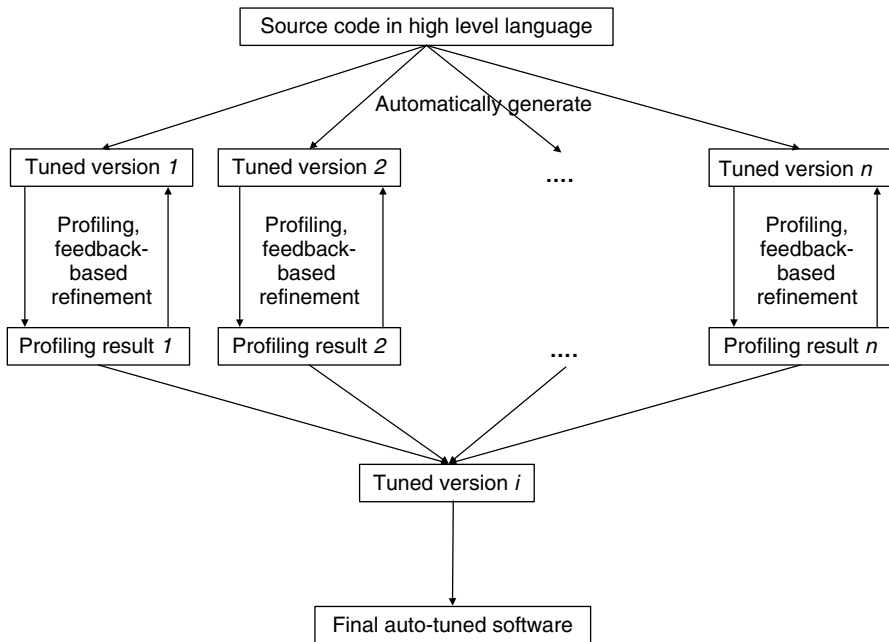 Source code in high level language
Automatically generate
Tuned version 1
Tuned version 2
....
Tuned version n
Profiling,
feedback-
based
refinement
Profiling,
feedback-
based
refinement
Profiling,
feedback-
based
refinement
Profiling result 1
Profiling result 2
....
Profiling result n
Tuned version i
Final auto-tuned software